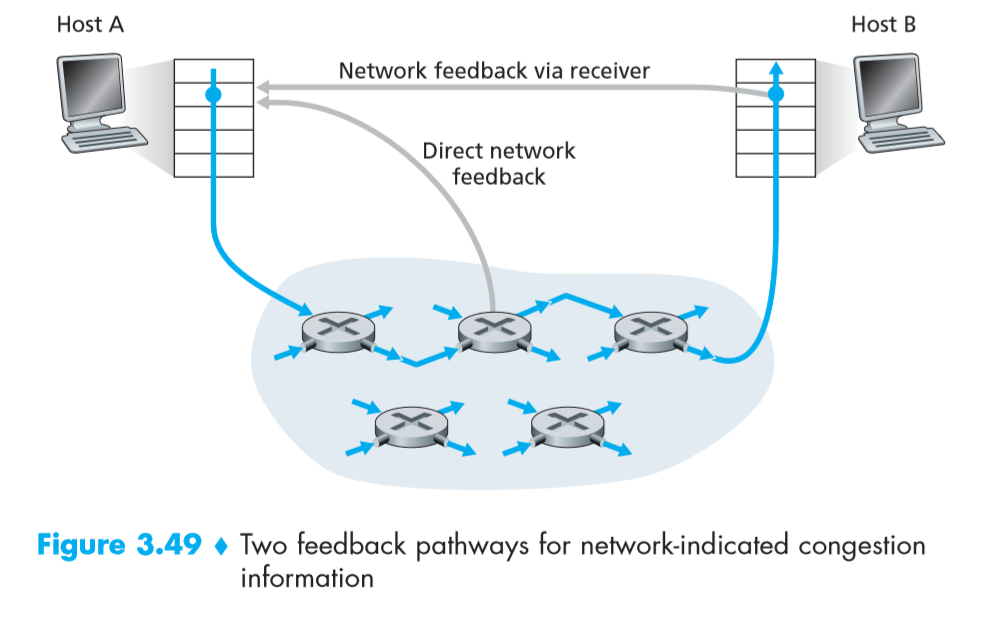 Host A
Host B
Network feedback via receiver
Direct network
feedback
Figure 3.49 ♦ Two feedback pathways for network-indicated congestion
information